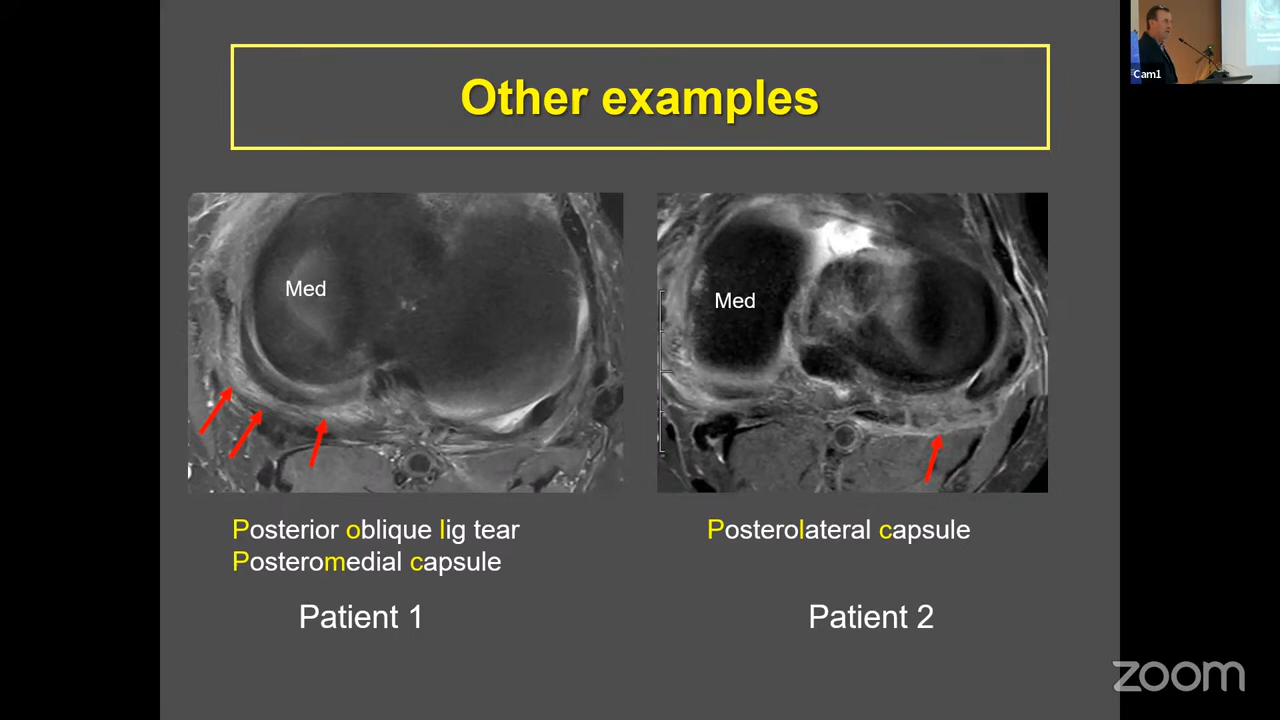 Other examples
Med
Med
Posterior oblique lig tear
Posteromedial capsule
Posterolateral capsule
Patient 1
Patient 2
Cam1
zoom